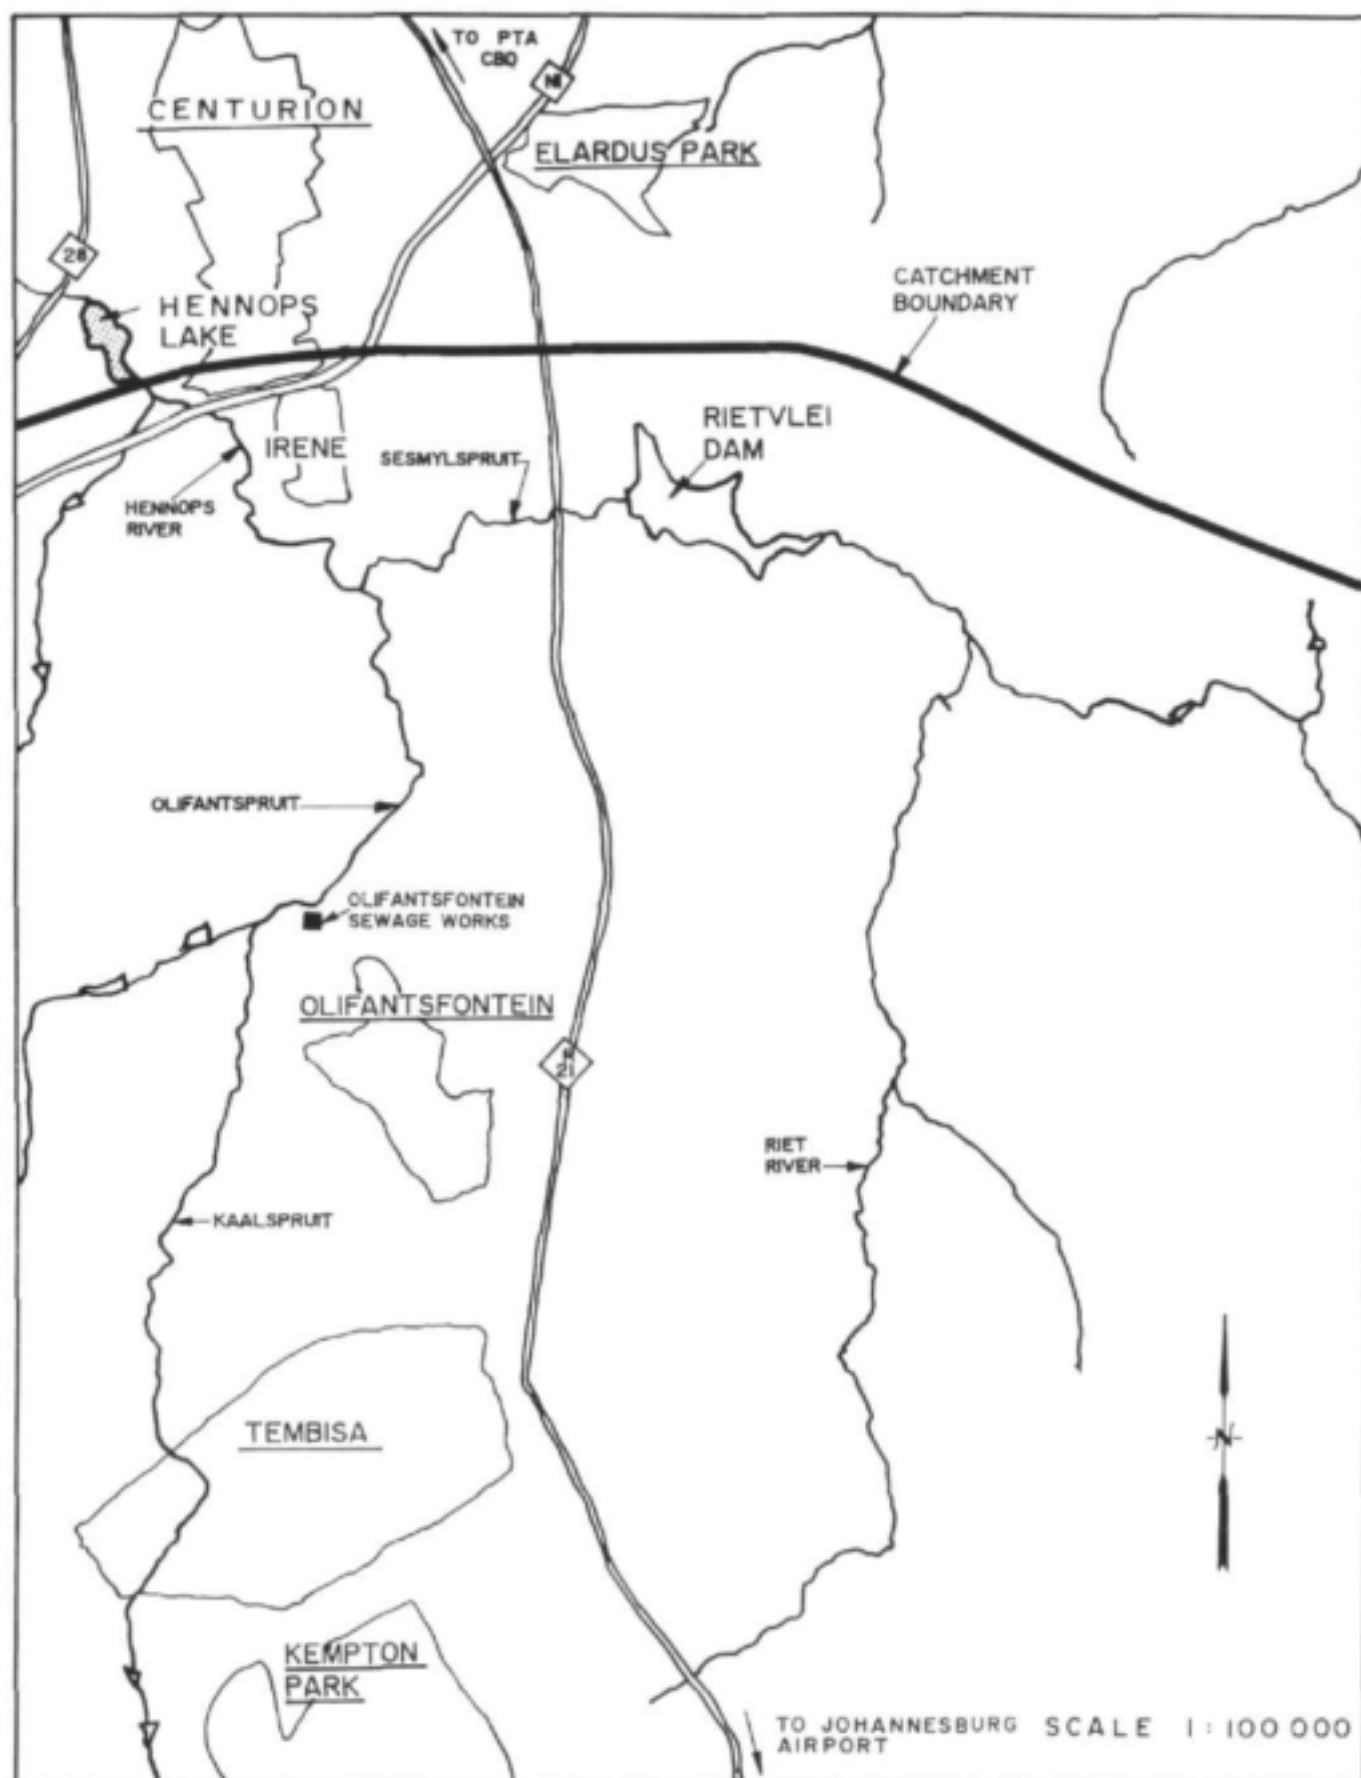 TO PTA
CBD
N1
CENTURION
ELARDUS PARK
28
CATCHMENT
BOUNDARY
HENNOPS
LAKE
RIETVLEI
DAM
IRENE
SESMYLSPRUIT
HENNOPS
RIVER
OLIFANTSPRUIT
OLIFANTSFONTEIN
SEWAGE WORKS
OLIFANTSFONTEIN
R
21
RIET
RIVER
KAALSPRUIT
N
TEMBISA
KEMPTON
PARK
TO JOHANNESBURG
AIRPORT
SCALE 1:100 000